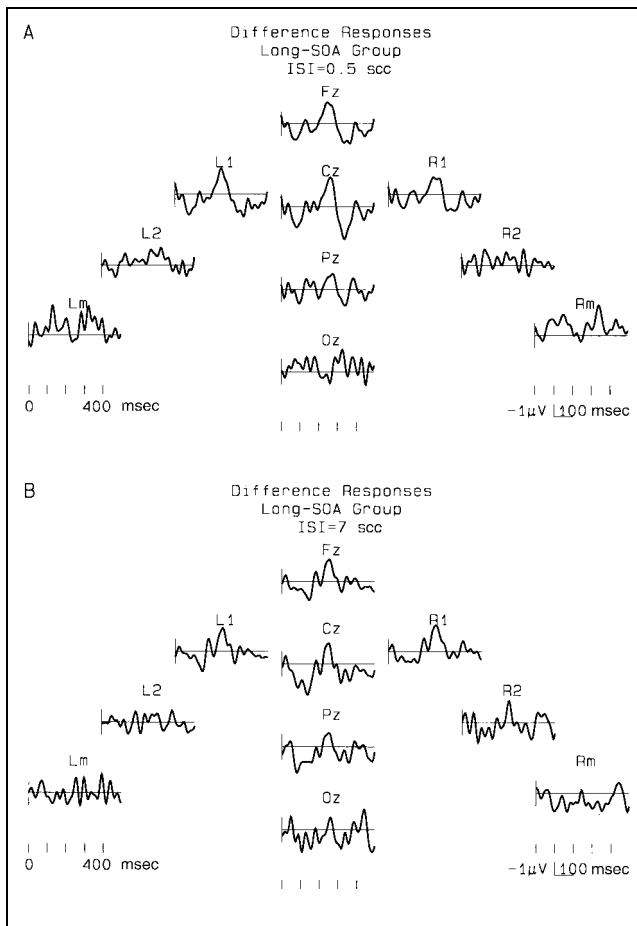 A
Difference Responses
Long-SOA Group
ISI=0.5 scc
Fz
L1 Cz R1
L2 Pz R2
Lm Oz Rm
0 400 msec
-1μV 100 msec
B
Difference Responses
Long-SOA Group
ISI=7 scc
Fz
L1 Cz R1
L2 Pz R2
Lm Oz Rm
0 400 msec
-1μV 100 msec